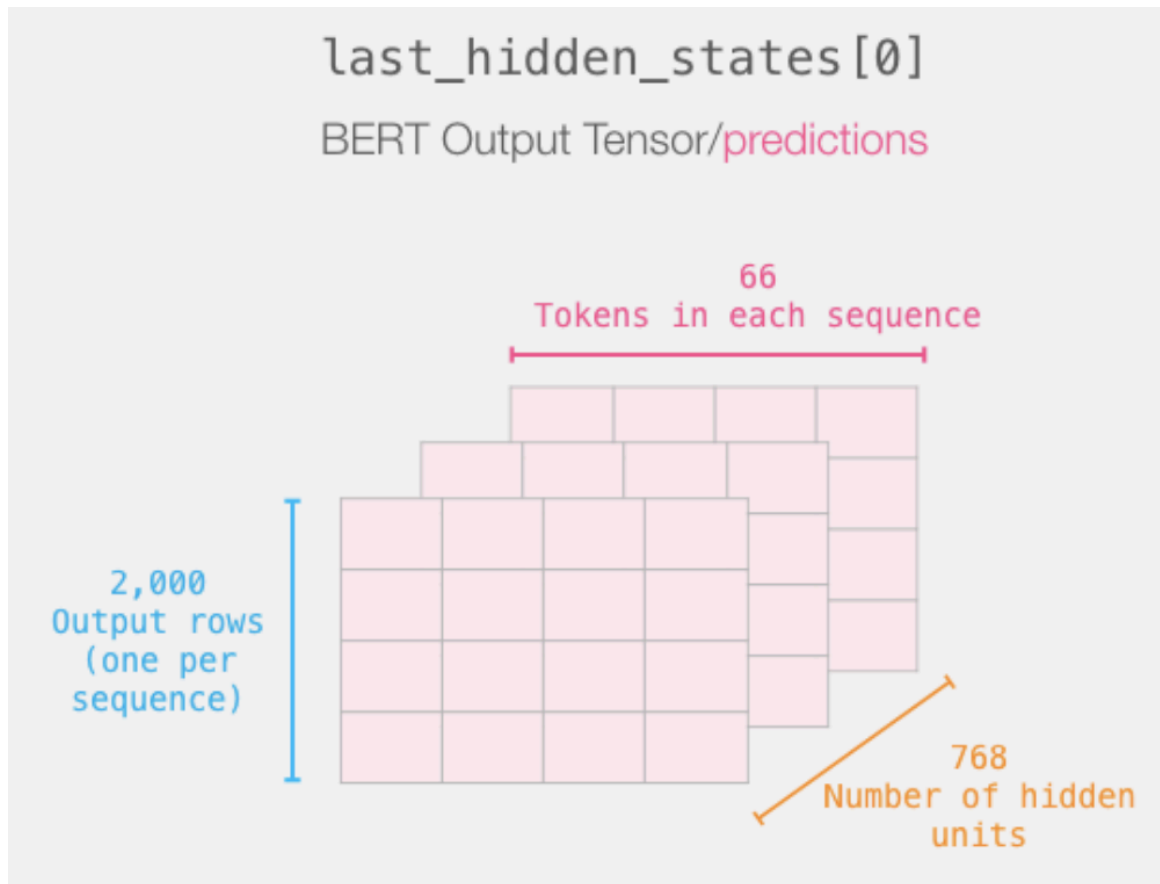 last_hidden_states[0]
BERT Output Tensor/predictions
66
Tokens in each sequence
2,000
Output rows
(one per
sequence)
768
Number of hidden
units